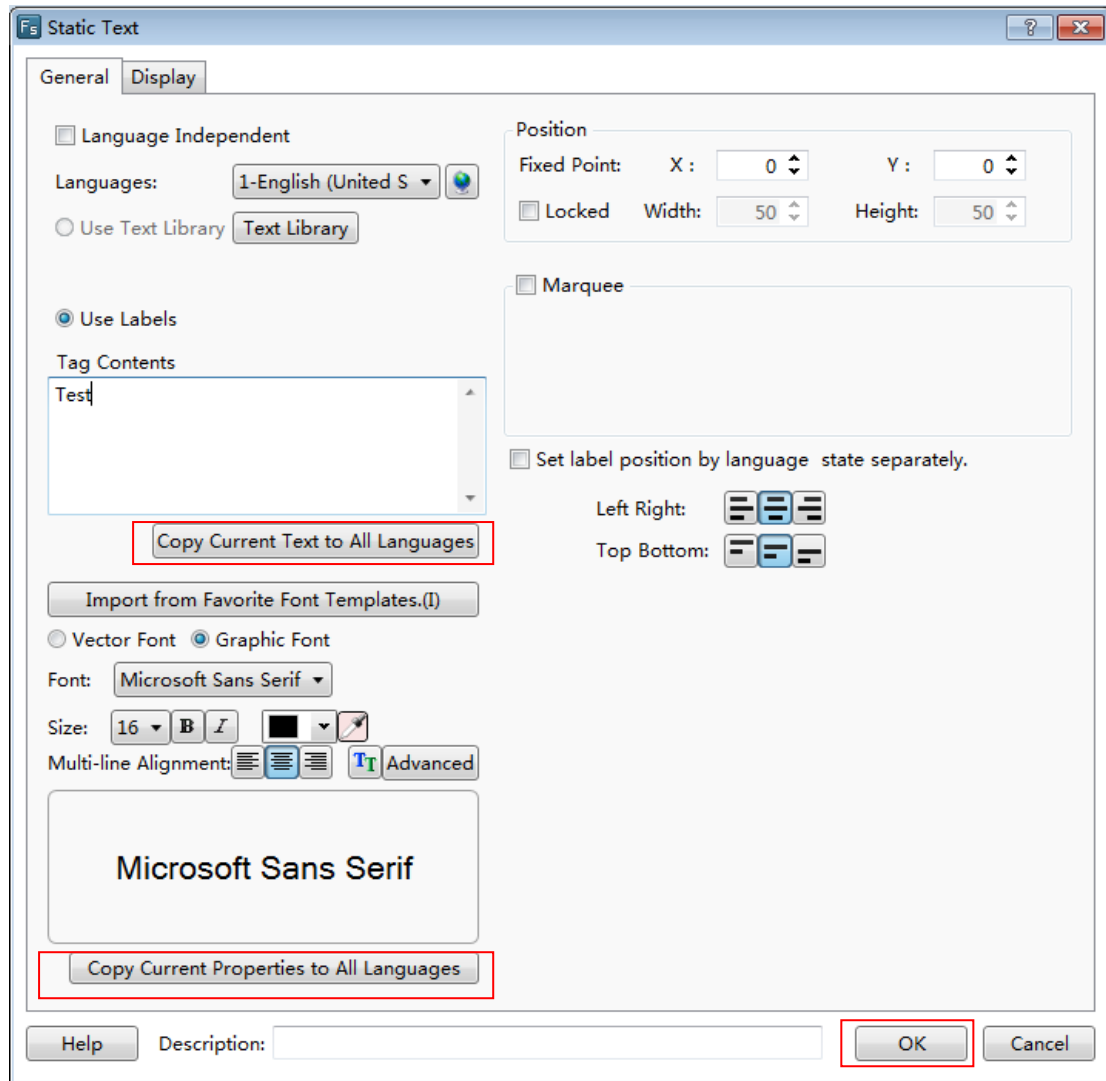 Fs Static Text ?
General Display
Language Independent
Languages: 1-English (United S
Use Text Library Text Library
Use Labels
Tag Contents
Test
Copy Current Text to All Languages
Import from Favorite Font Templates.(I)
Vector Font Graphic Font
Font: Microsoft Sans Serif
Size: 16 B I
Multi-line Alignment: TT Advanced
Microsoft Sans Serif
Copy Current Properties to All Languages
Position
Fixed Point: X : 0 Y : 0
Locked Width: 50 Height: 50
Marquee
Set label position by language state separately.
Left Right:
Top Bottom:
Help Description: OK Cancel